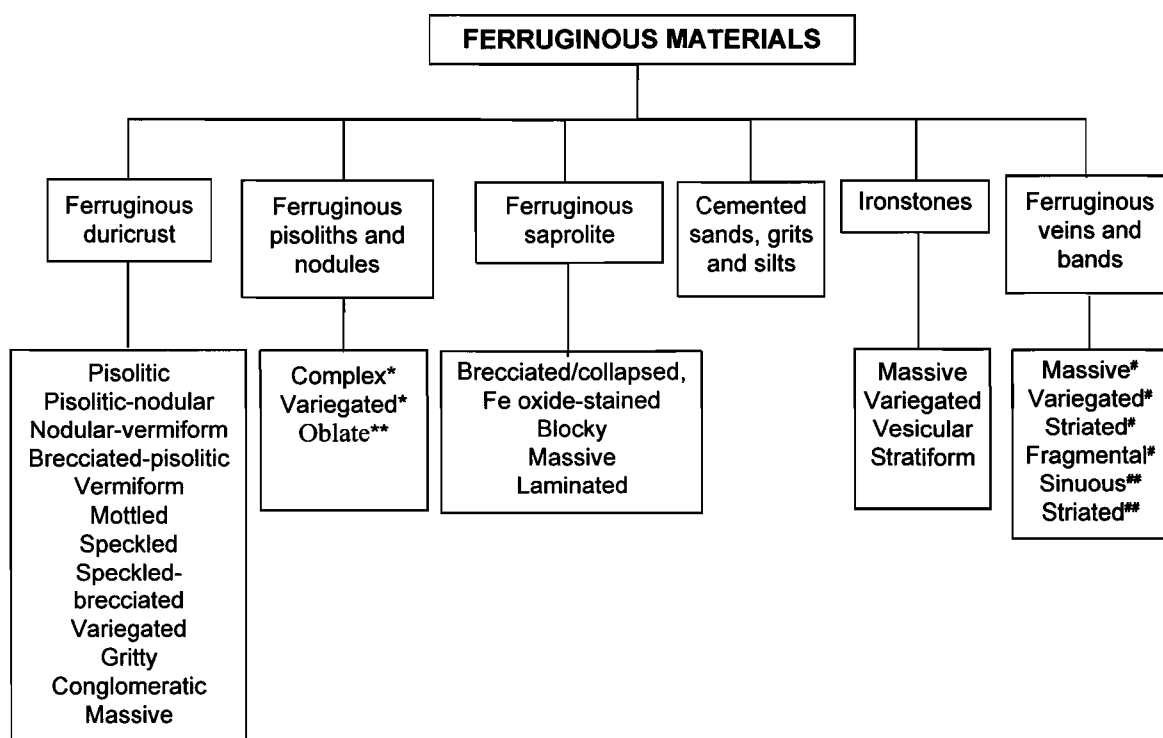 FERRUGINOUS MATERIALS
Ferruginous
duricrust
Ferruginous
pisoliths and
nodules
Ferruginous
saprolite
Cemented
sands, grits
and silts
Ironstones
Ferruginous
veins and
bands
Pisolitic
Pisolitic-nodular
Nodular-vermiform
Brecciated-pisolitic
Vermiform
Mottled
Speckled
Speckled-
brecciated
Variegated
Gritty
Conglomeratic
Massive
Complex*
Variegated*
Oblate**
Brecciated/collapsed,
Fe oxide-stained
Blocky
Massive
Laminated
Massive
Variegated
Vesicular
Stratiform
Massive#
Variegated#
Striated#
Fragmental#
Sinuous##
Striated##